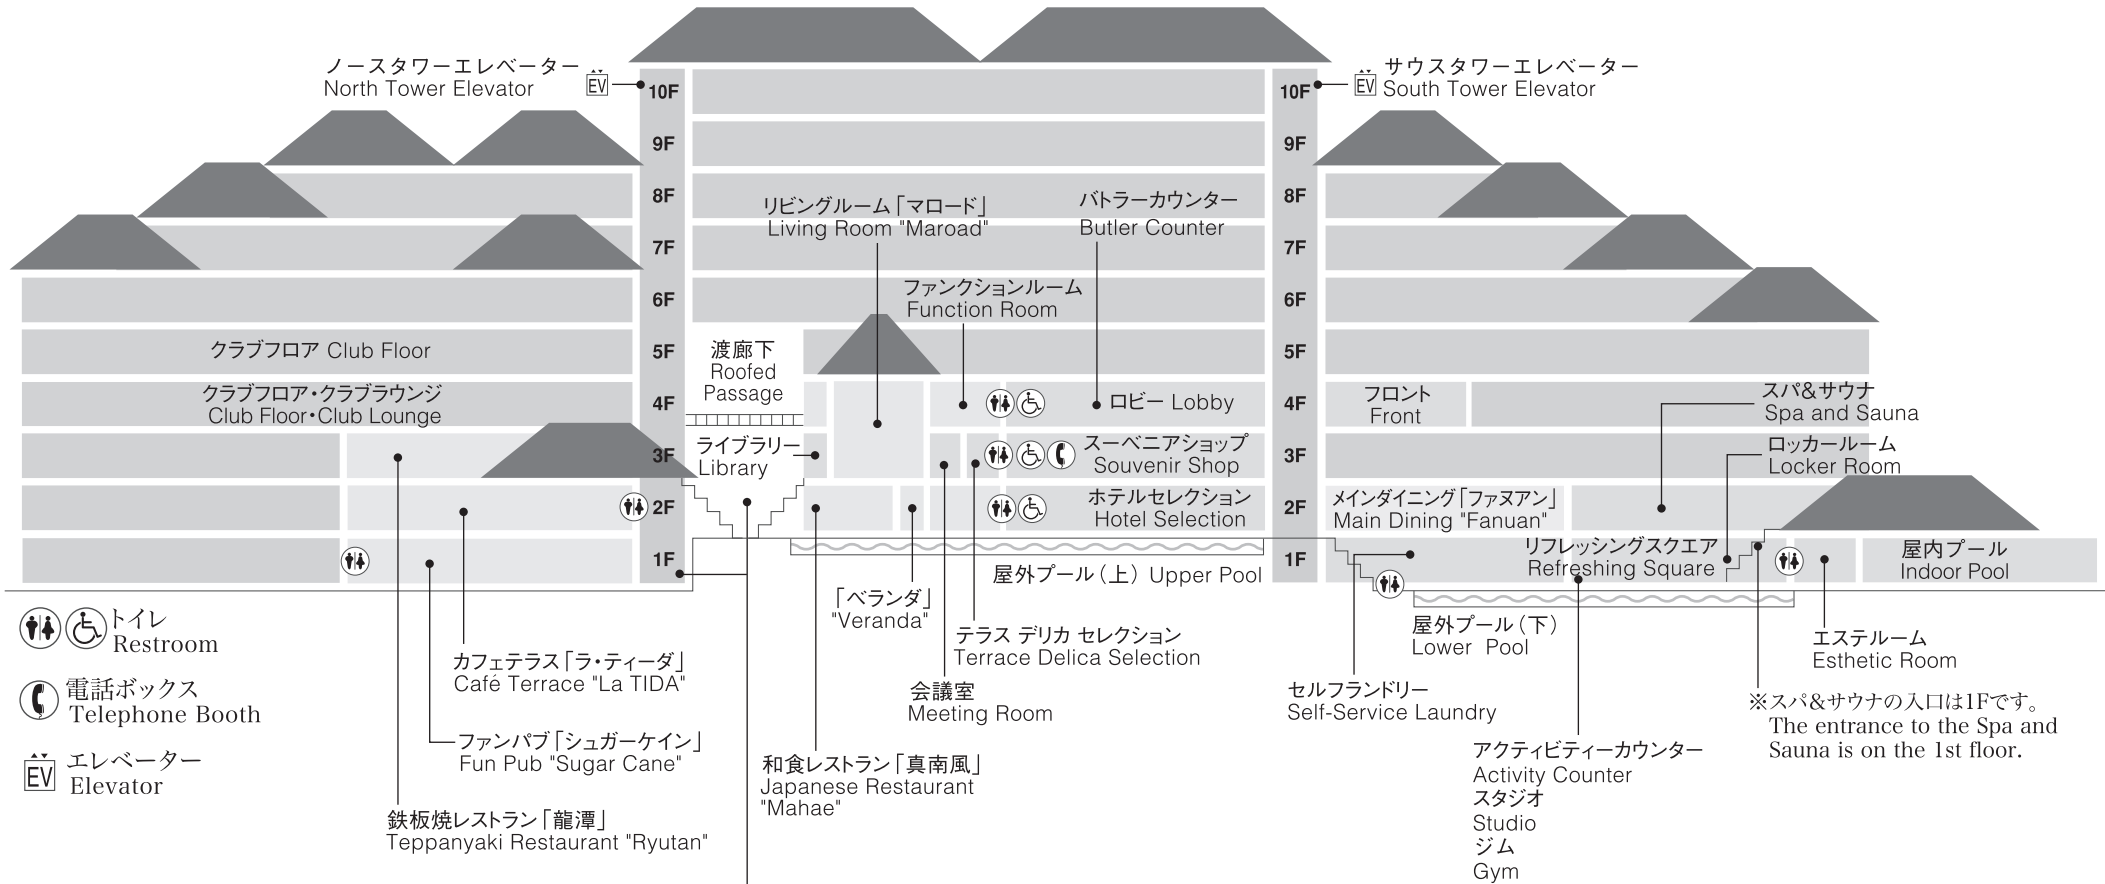 ノースタワーエレベーター
North Tower Elevator
EV
10F
10F
EV
サウスタワーエレベーター
South Tower Elevator
9F
9F
8F
8F
リビングルーム「マロード」
Living Room "Maroad"
バトラーカウンター
Butler Counter
7F
7F
6F
6F
ファンクションルーム
Function Room
クラブフロア Club Floor
5F
渡廊下
Roofed
Passage
5F
クラブフロア・クラブラウンジ
Club Floor・Club Lounge
4F
ロビー Lobby
4F
フロント
Front
スパ&サウナ
Spa and Sauna
3F
ライブラリー
Library
スーベニアショップ
Souvenir Shop
3F
ロッカールーム
Locker Room
2F
ホテルセレクション
Hotel Selection
2F
メインダイニング「ファヌアン」
Main Dining "Fanuan"
1F
屋外プール（上） Upper Pool
1F
リフレッシングスクエア
Refreshing Square
屋内プール
Indoor Pool
トイレ
Restroom
電話ボックス
Telephone Booth
EV
エレベーター
Elevator
カフェテラス「ラ・ティーダ」
Café Terrace "La TIDA"
ファンパブ「シュガーケイン」
Fun Pub "Sugar Cane"
鉄板焼レストラン「龍潭」
Teppanyaki Restaurant "Ryutan"
「ベランダ」
"Veranda"
テラス デリカ セレクション
Terrace Delica Selection
会議室
Meeting Room
和食レストラン「真南風」
Japanese Restaurant
"Mahae"
屋外プール（下）
Lower Pool
セルフランドリー
Self-Service Laundry
アクティビティーカウンター
Activity Counter
スタジオ
Studio
ジム
Gym
エステルーム
Esthetic Room
※スパ&サウナの入口は1Fです。
The entrance to the Spa and
Sauna is on the 1st floor.